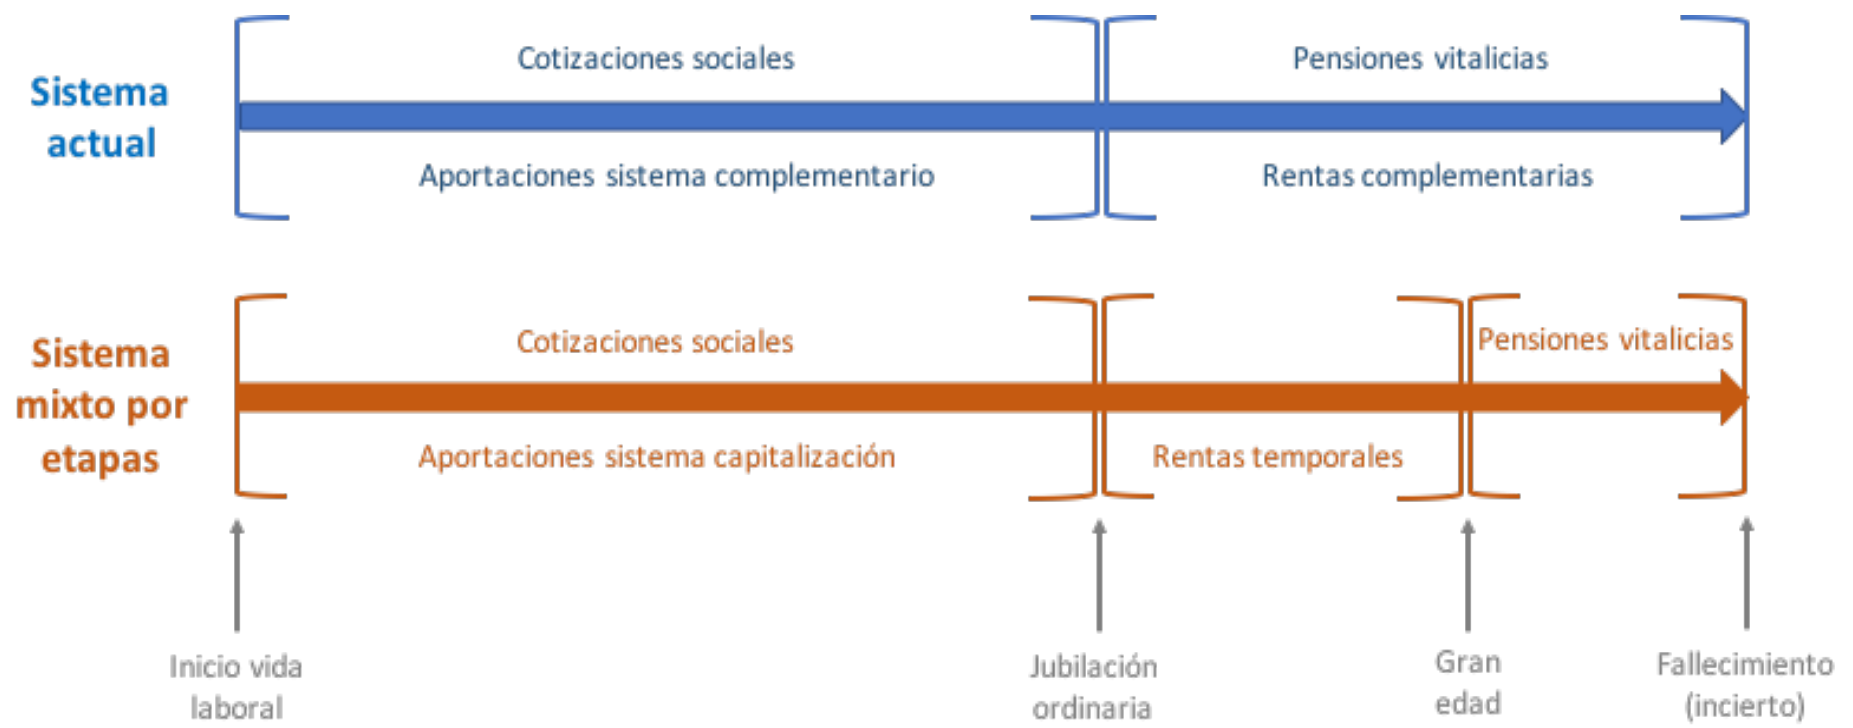 Sistema
actual
Cotizaciones sociales
Pensiones vitalicias
Aportaciones sistema complementario
Rentas complementarias
Sistema
mixto por
etapas
Cotizaciones sociales
Pensiones vitalicias
Aportaciones sistema capitalización
Rentas temporales
Inicio vida
laboral
Jubilación
ordinaria
Gran
edad
Fallecimiento
(incierto)